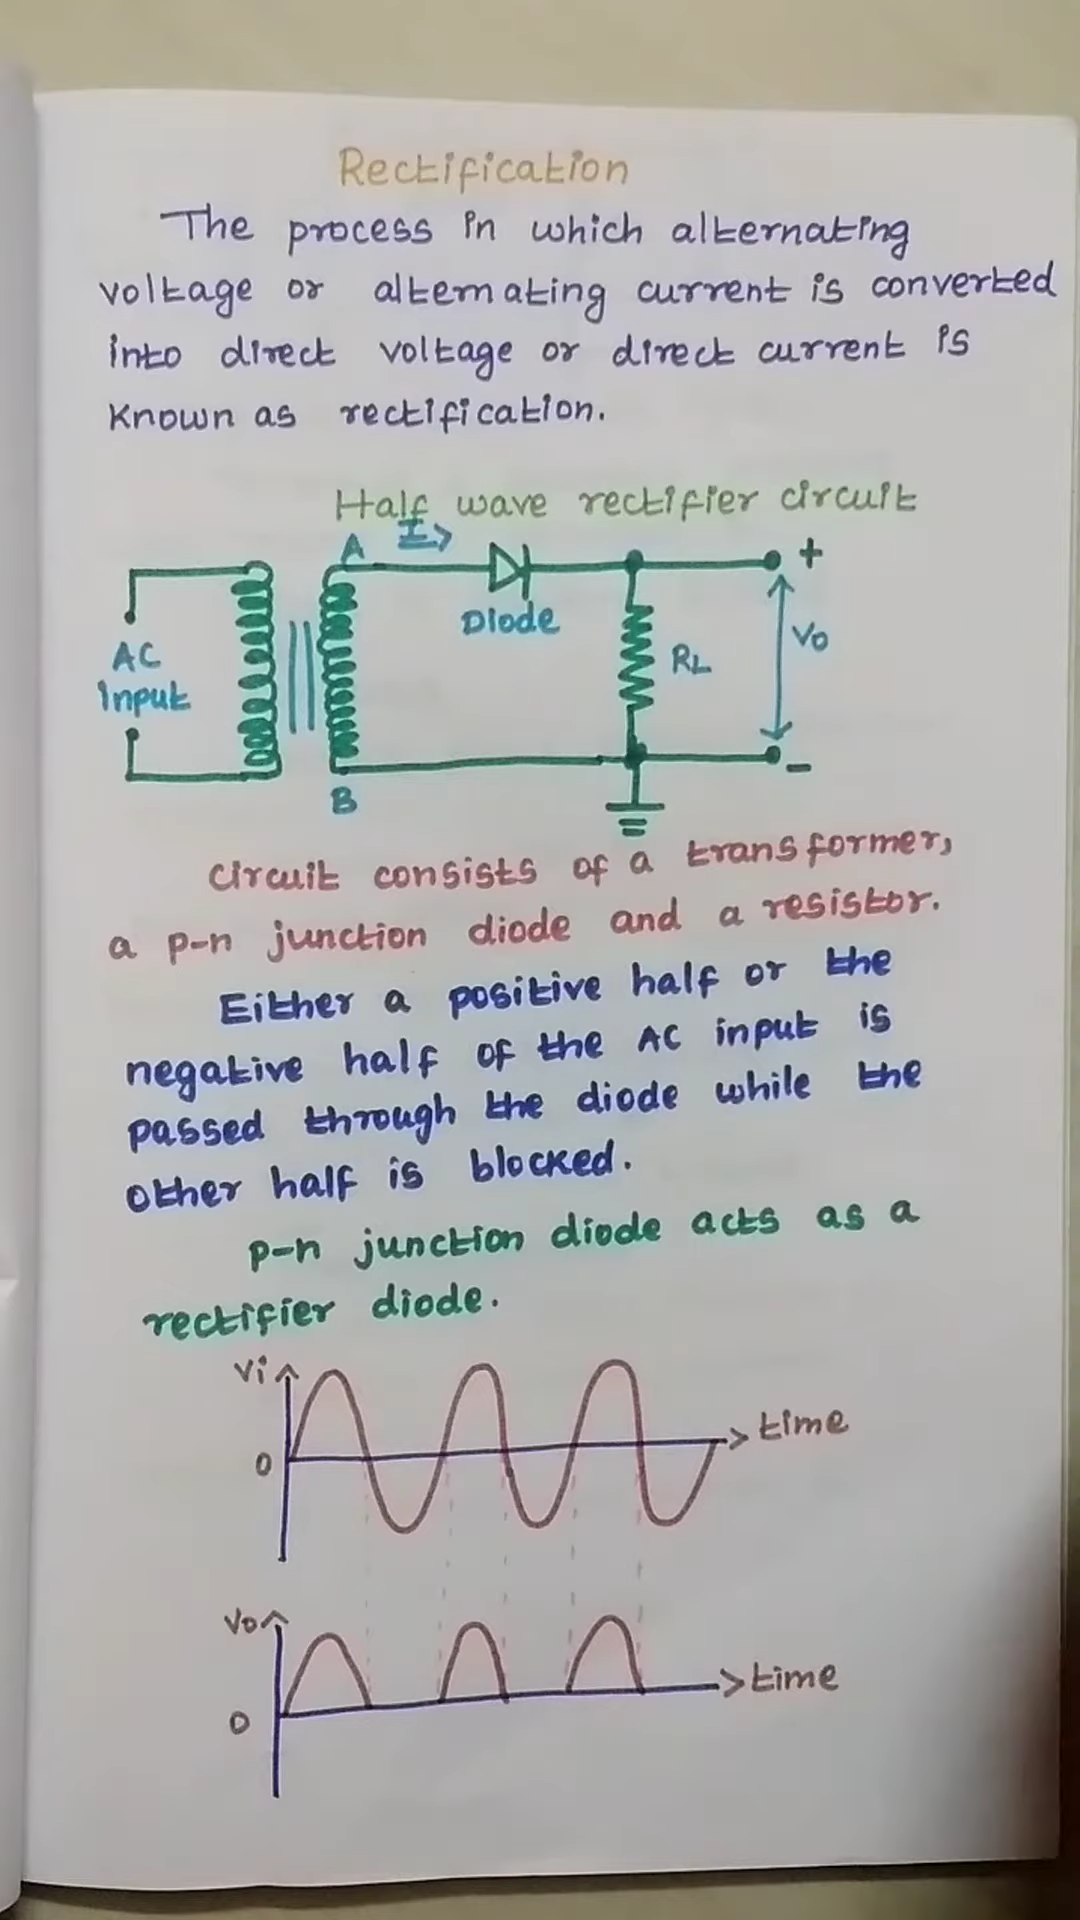 Rectification
The process in which alternating
voltage or alternating current is converted
into direct voltage or direct current is
known as rectification.
Half wave rectifier circuit
A I>
+
Diode
AC
Input
RL
Vo
B
-
circuit consists of a transformer,
a p-n junction diode and a resistor.
Either a positive half or the
negative half of the AC input is
passed through the diode while the
other half is blocked.
p-n junction diode acts as a
rectifier diode.
Vi
time
0
Vo
time
0